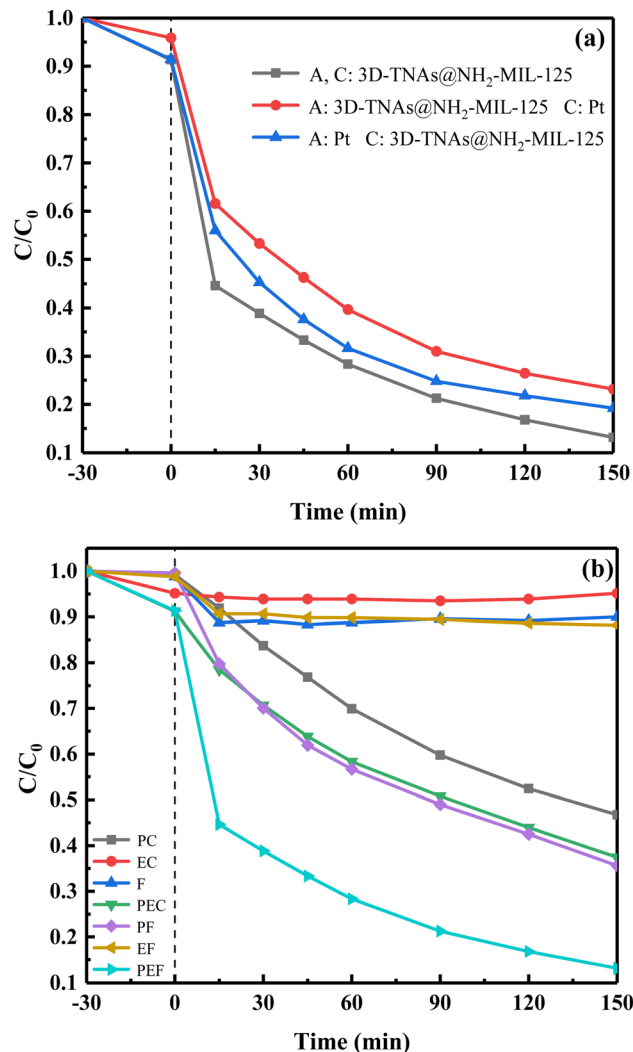 (a)
A, C: 3D-TNAs@NH₂-MIL-125
A: 3D-TNAs@NH₂-MIL-125 C: Pt
A: Pt C: 3D-TNAs@NH₂-MIL-125
C/C₀
1.0
0.9
0.8
0.7
0.6
0.5
0.4
0.3
0.2
0.1
-30 0 30 60 90 120 150
Time (min)
(b)
C/C₀
1.0
0.9
0.8
0.7
0.6
0.5
0.4
0.3
0.2
0.1
PC
EC
F
PEC
PF
EF
PEF
-30 0 30 60 90 120 150
Time (min)